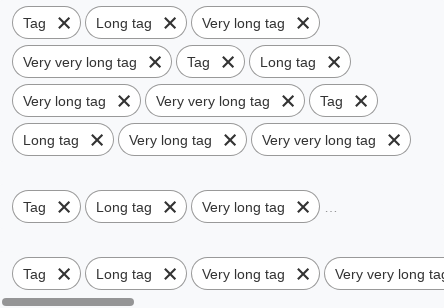 Tag Long tag Very long tag
Very very long tag Tag Long tag
Very long tag Very very long tag Tag
Long tag Very long tag Very very long tag
Tag Long tag Very long tag ...
Tag Long tag Very long tag Very very long tag